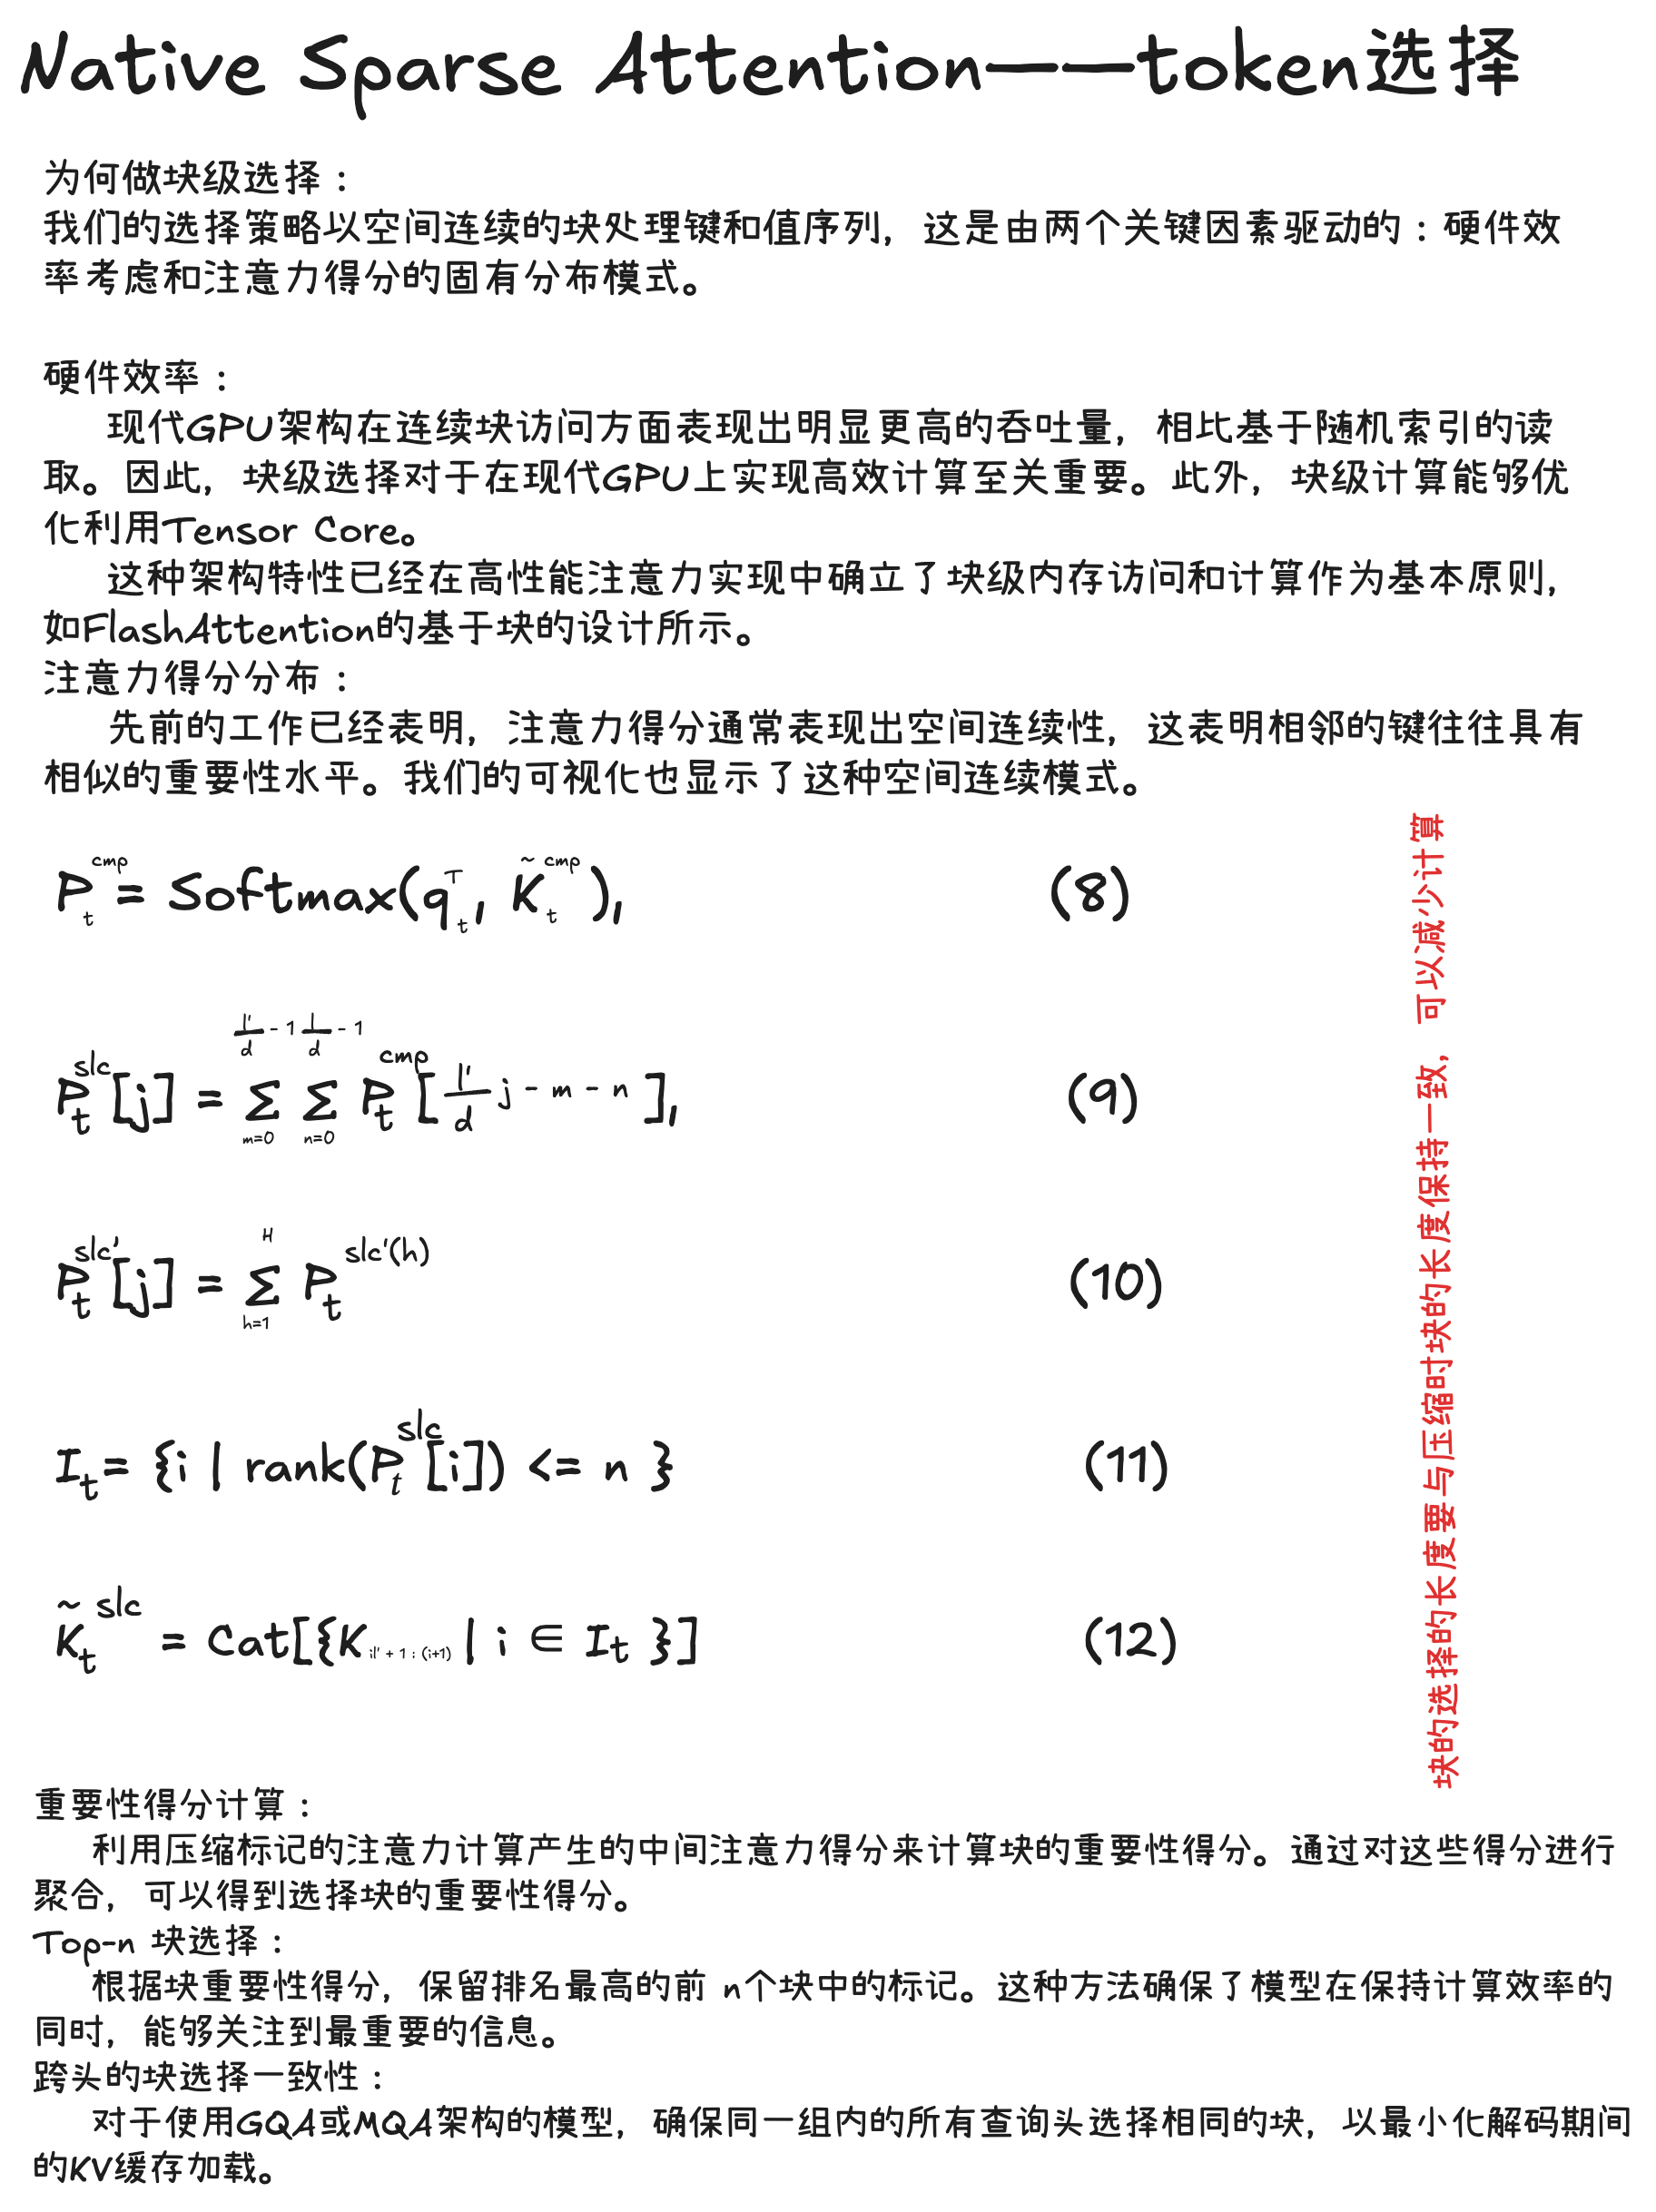 Native Sparse Attention——token选择
为何做块级选择：
我们的选择策略以空间连续的块处理键和值序列，这是由两个关键因素驱动的：硬件效
率考虑和注意力得分的固有分布模式。
硬件效率：
现代GPU架构在连续块访问方面表现出明显更高的吞吐量，相比基于随机索引的读
取。因此，块级选择对于在现代GPU上实现高效计算至关重要。此外，块级计算能够优
化利用Tensor Core。
这种架构特性已经在高性能注意力实现中确立了块级内存访问和计算作为基本原则，
如FlashAttention的基于块的设计所示。
注意力得分分布：
先前的工作已经表明，注意力得分通常表现出空间连续性，这表明相邻的键往往具有
相似的重要性水平。我们的可视化也显示了这种空间连续模式。
P_t^cmp = Softmax(q_t^T, K̃_t^cmp), (8)
P_t^slc[j] = Σ_{m=0}^{l'/d - 1} Σ_{n=0}^{l/d - 1} P_t^cmp[l'/d j - m - n], (9)
P_t^slc'[j] = Σ_{h=1}^{H} P_t^slc'(h) (10)
I_t = {i | rank(P_t^slc[i]) <= n } (11)
K̃_t^slc = Cat[{K_{il' + 1 : (i+1)} | i ∈ I_t }] (12)
块的选择的长度要与压缩时块的长度保持一致，可以减少计算
重要性得分计算：
利用压缩标记的注意力计算产生的中间注意力得分来计算块的重要性得分。通过对这些得分进行
聚合，可以得到选择块的重要性得分。
Top-n 块选择：
根据块重要性得分，保留排名最高的前 n个块中的标记。这种方法确保了模型在保持计算效率的
同时，能够关注到最重要的信息。
跨头的块选择一致性：
对于使用GQA或MQA架构的模型，确保同一组内的所有查询头选择相同的块，以最小化解码期间
的KV缓存加载。